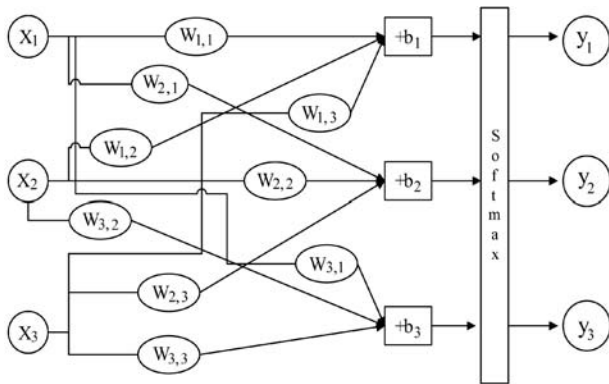 X1 W1,1 +b1 y1
W2,1
W1,3
W1,2
X2 W2,2 +b2 y2
W3,2
W3,1
W2,3
X3 +b3 y3
W3,3
Softmax